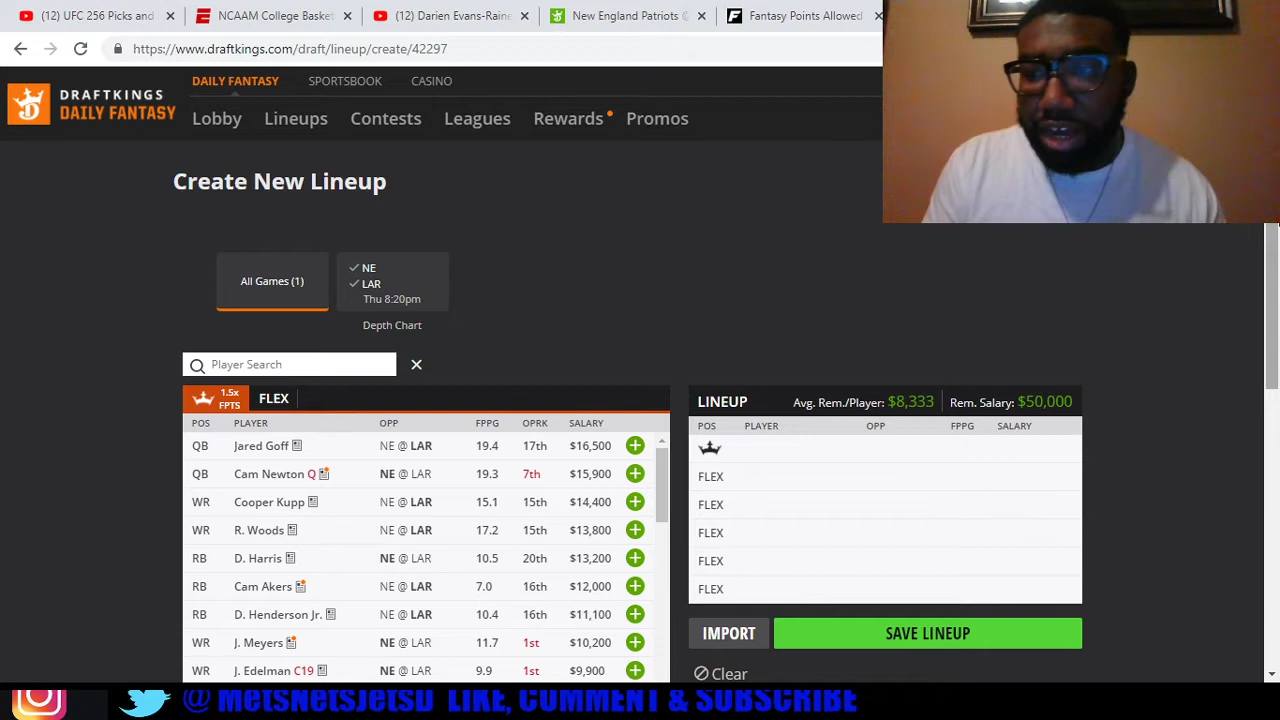 (12) UFC 256 Picks and
NCAAM College Basket
(12) Darien Evans-Raine
New England Patriots @
Fantasy Points Allowed
https://www.draftkings.com/draft/lineup/create/42297
DRAFTKINGS
DAILY FANTASY
DAILY FANTASY SPORTSBOOK CASINO
Lobby Lineups Contests Leagues Rewards Promos
Create New Lineup
All Games (1)
NE
LAR
Thu 8:20pm
Depth Chart
Player Search
1.5x FPTS FLEX
POS PLAYER OPP FPPG OPRK SALARY
QB Jared Goff NE @ LAR 19.4 17th $16,500
QB Cam Newton Q NE @ LAR 19.3 7th $15,900
WR Cooper Kupp NE @ LAR 15.1 15th $14,400
WR R. Woods NE @ LAR 17.2 15th $13,800
RB D. Harris NE @ LAR 10.5 20th $13,200
RB Cam Akers NE @ LAR 7.0 16th $12,000
RB D. Henderson Jr. NE @ LAR 10.4 16th $11,100
WR J. Meyers NE @ LAR 11.7 1st $10,200
WR J. Edelman C19 NE @ LAR 9.9 1st $9,900
LINEUP Avg. Rem./Player: $8,333 Rem. Salary: $50,000
POS PLAYER OPP FPPG SALARY
FLEX
FLEX
FLEX
FLEX
FLEX
IMPORT SAVE LINEUP
Clear
@ MetsNetsJetsD LIKE, COMMENT & SUBSCRIBE